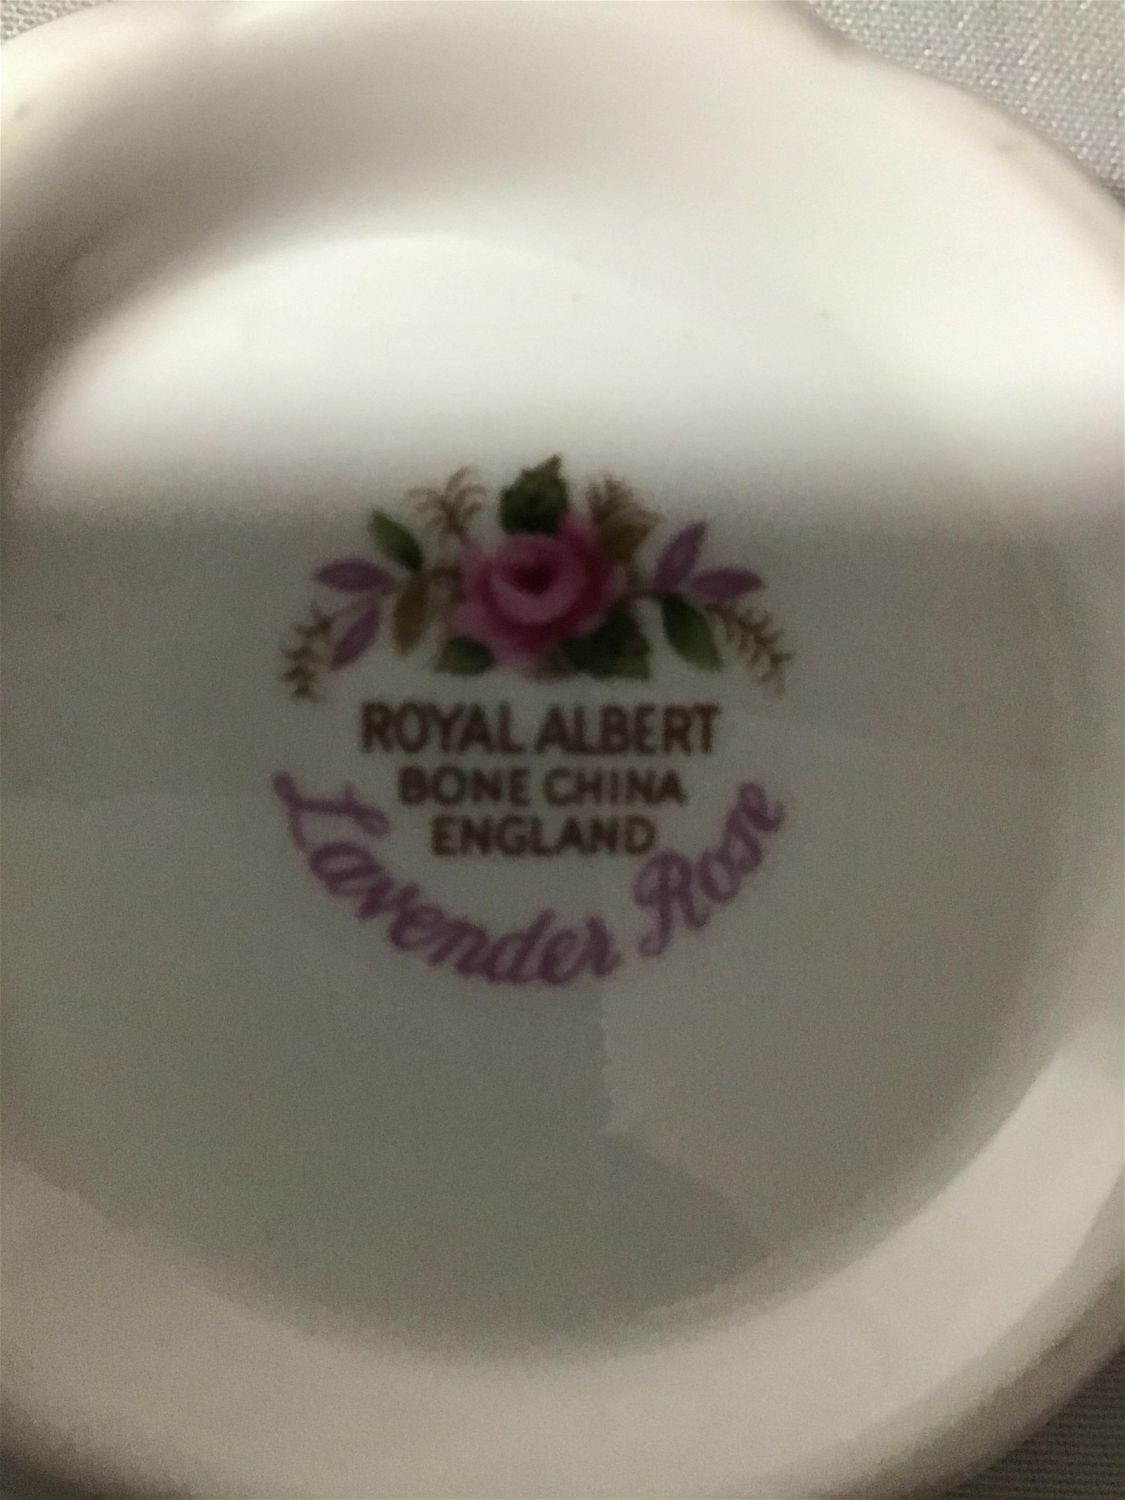 ROYAL ALBERT
BONE CHINA
ENGLAND
Lavender Rose